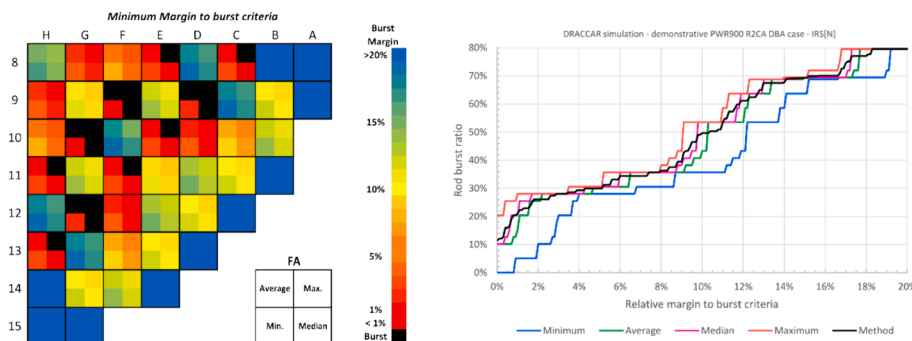 Minimum Margin to burst criteria
H G F E D C B A
8
9
10
11
12
13
14
15
FA
Average Max.
Min. Median
Burst
Margin
>20%
15%
10%
5%
1%
< 1%
Burst
DRACCAR simulation - demonstrative PWR900 R2CA DBA case - IRS[N]
Rod burst ratio
80%
70%
60%
50%
40%
30%
20%
10%
0%
0% 2% 4% 6% 8% 10% 12% 14% 16% 18% 20%
Relative margin to burst criteria
Minimum Average Median Maximum Method